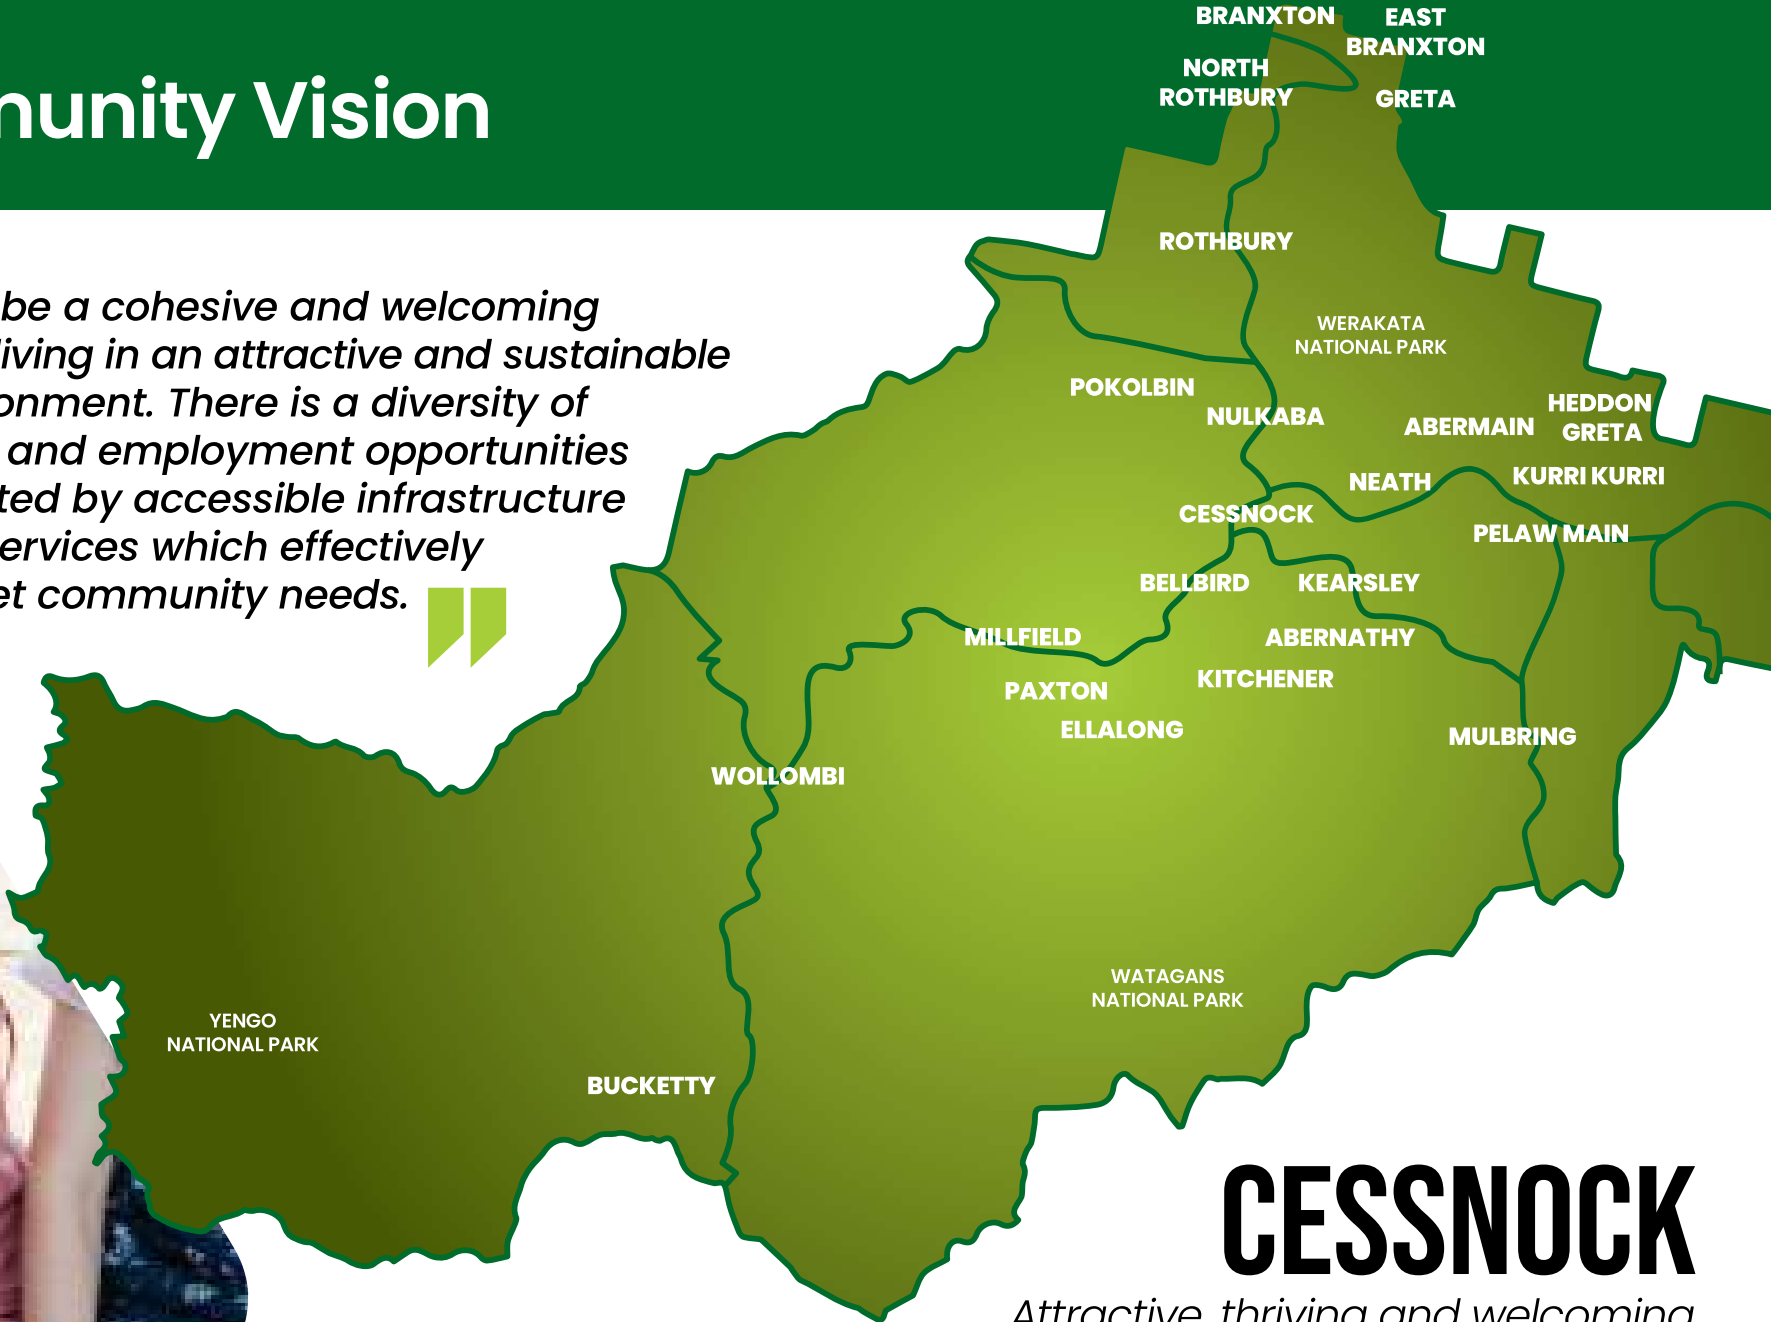 munity Vision
be a cohesive and welcoming
living in an attractive and sustainable
onment. There is a diversity of
and employment opportunities
ted by accessible infrastructure
ervices which effectively
et community needs.
BRANXTON
EAST
BRANXTON
NORTH
ROTHBURY
GRETA
ROTHBURY
WERAKATA
NATIONAL PARK
POKOLBIN
NULKABA
ABERMAIN
HEDDON
GRETA
NEATH
KURRI KURRI
CESSNOCK
PELAW MAIN
BELLBIRD
KEARSLEY
MILLFIELD
ABERNATHY
PAXTON
KITCHENER
ELLALONG
MULBRING
WOLLOMBI
WATAGANS
NATIONAL PARK
YENGO
NATIONAL PARK
BUCKETTY
CESSNOCK
Attractive, thriving and welcoming